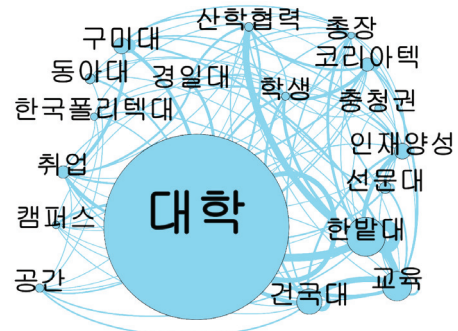 산학협력
총장
구미대
코리아텍
동아대
경일대
학생
충청권
한국폴리텍대
인재양성
취업
선문대
대학
캠퍼스
한밭대
공간
교육
건국대